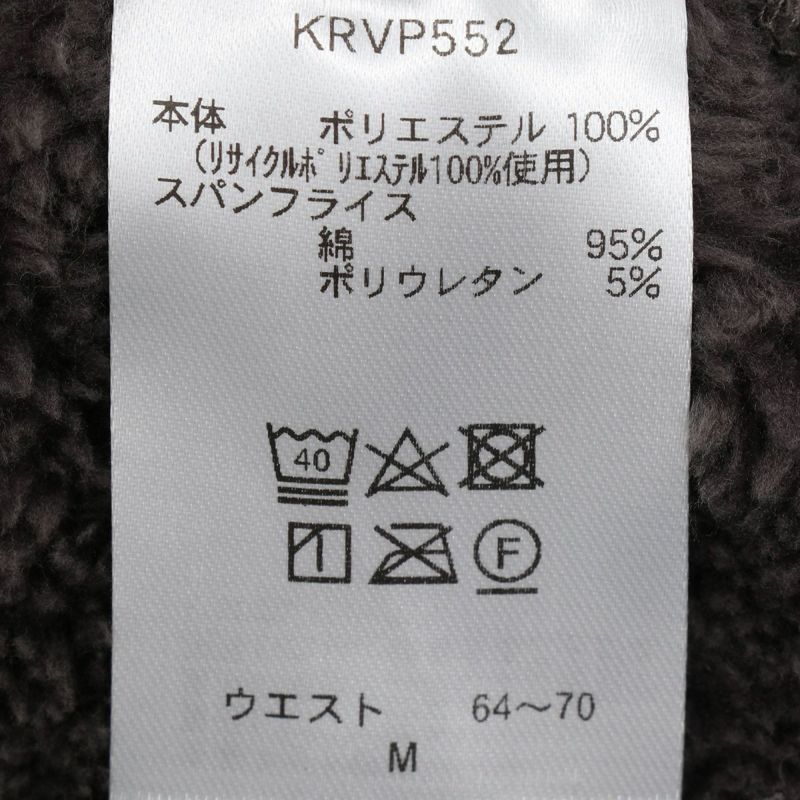 KRVP552
本体 ポリエステル 100%
(リサイクルポリエステル100%使用)
スパンフライス
綿 95%
ポリウレタン 5%
40
F
ウエスト 64〜70
M